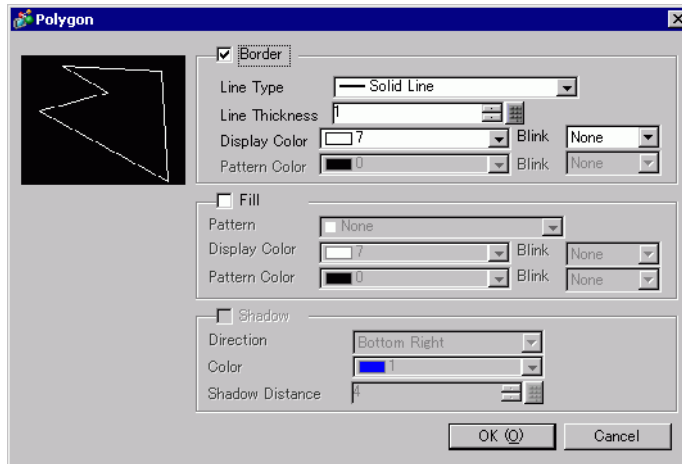 Polygon
Border
Line Type Solid Line
Line Thickness 1
Display Color 7 Blink None
Pattern Color 0 Blink None
Fill
Pattern None
Display Color 7 Blink None
Pattern Color 0 Blink None
Shadow
Direction Bottom Right
Color 1
Shadow Distance 4
OK (O) Cancel